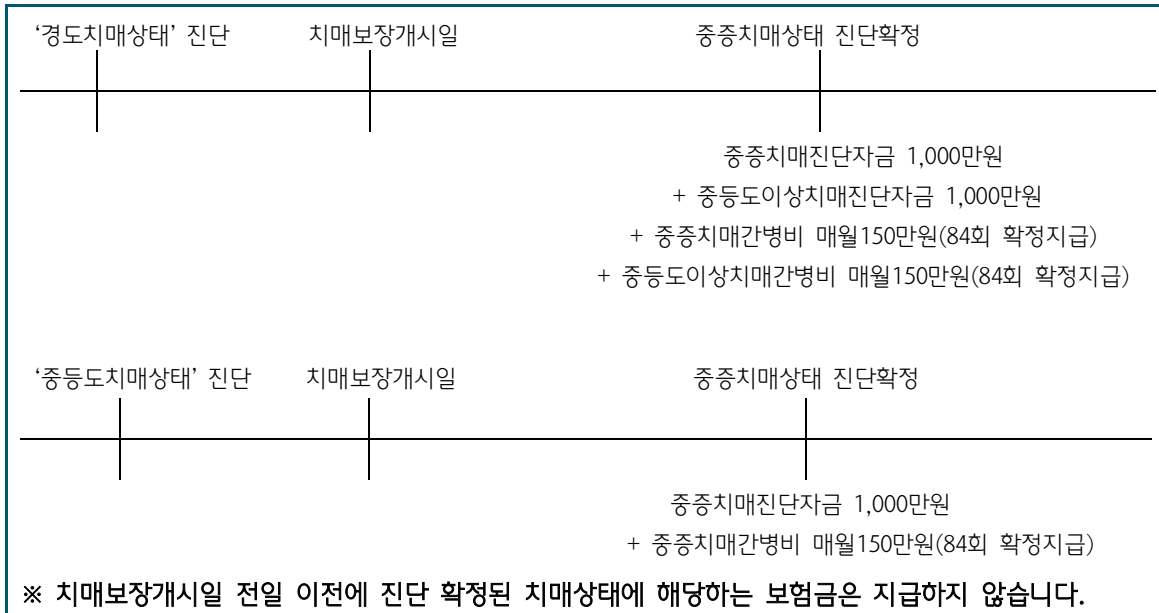 ‘경도치매상태’ 진단 치매보장개시일 중증치매상태 진단확정
중증치매진단자금 1,000만원
+ 중등도이상치매진단자금 1,000만원
+ 중증치매간병비 매월150만원(84회 확정지급)
+ 중등도이상치매간병비 매월150만원(84회 확정지급)
‘중등도치매상태’ 진단 치매보장개시일 중증치매상태 진단확정
중증치매진단자금 1,000만원
+ 중증치매간병비 매월150만원(84회 확정지급)
※ 치매보장개시일 전일 이전에 진단 확정된 치매상태에 해당하는 보험금은 지급하지 않습니다.